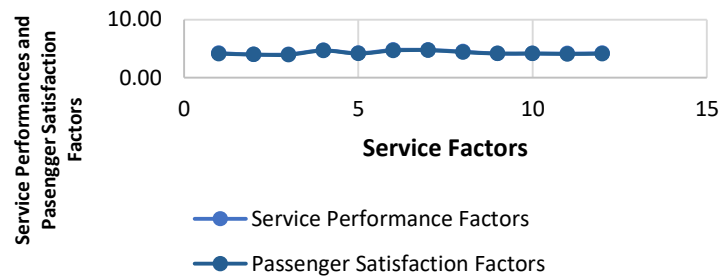 Service Performances and
Pasengger Satisfaction
Factors
10.00
0.00
0
5
10
15
Service Factors
Service Performance Factors
Passenger Satisfaction Factors